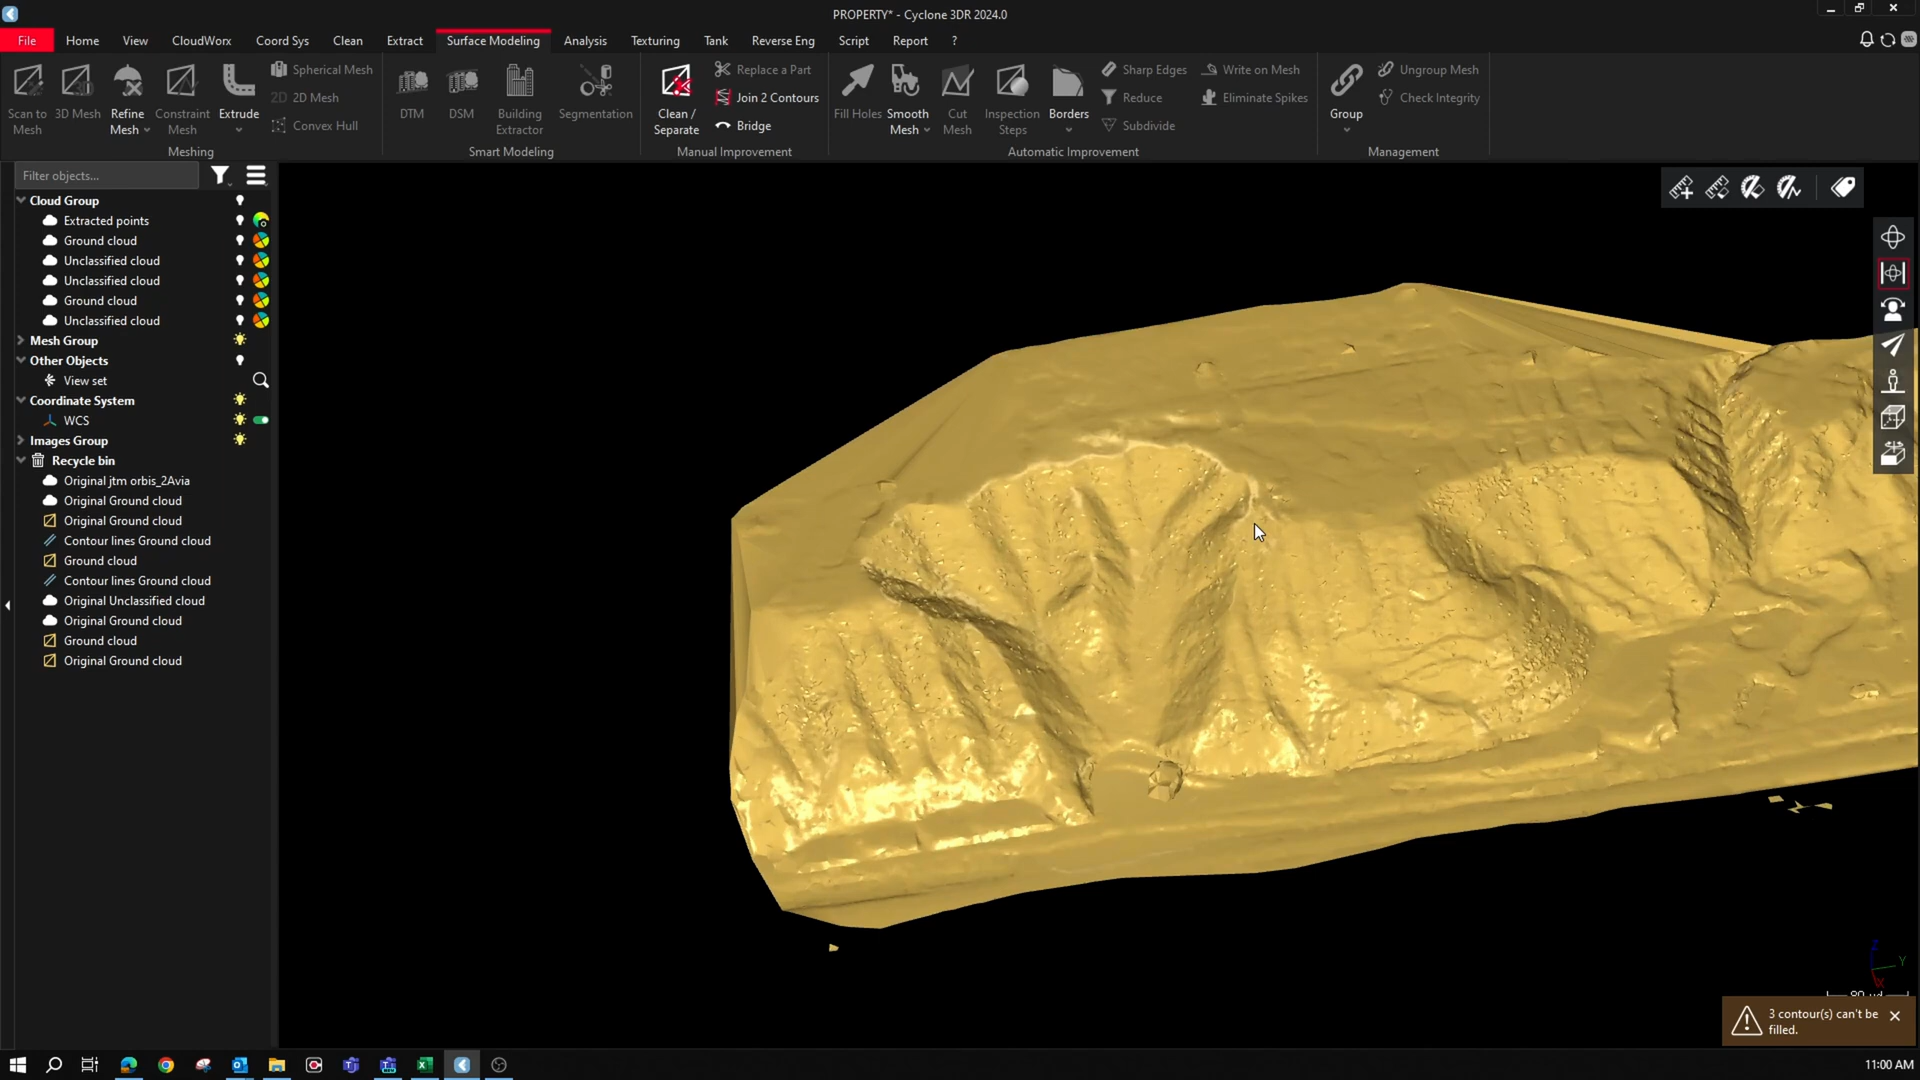 PROPERTY* - Cyclone 3DR 2024.0
File Home View CloudWorx Coord Sys Clean Extract Surface Modeling Analysis Texturing Tank Reverse Eng Script Report ?
Scan to Mesh
3D Mesh
Refine Mesh
Constraint Mesh
Extrude
Spherical Mesh
2D 2D Mesh
Convex Hull
Meshing
DTM
DSM
Building Extractor
Segmentation
Smart Modeling
Clean / Separate
Replace a Part
Join 2 Contours
Bridge
Manual Improvement
Fill Holes
Smooth Mesh
Cut Mesh
Inspection Steps
Borders
Sharp Edges
Reduce
Subdivide
Write on Mesh
Eliminate Spikes
Automatic Improvement
Group
Ungroup Mesh
Check Integrity
Management
Filter objects...
Cloud Group
Extracted points
Ground cloud
Unclassified cloud
Unclassified cloud
Ground cloud
Unclassified cloud
Mesh Group
Other Objects
View set
Coordinate System
WCS
Images Group
Recycle bin
Original jtm orbis_2Avia
Original Ground cloud
Original Ground cloud
Contour lines Ground cloud
Ground cloud
Contour lines Ground cloud
Original Unclassified cloud
Original Ground cloud
Ground cloud
Original Ground cloud
Z
Y
X
3 contour(s) can't be
filled.
11:00 AM